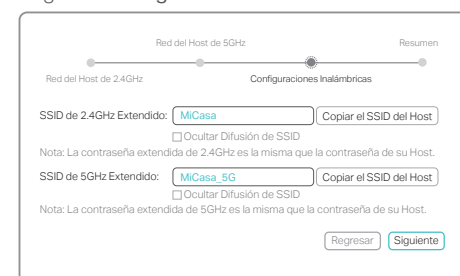 Red del Host de 5GHz Resumen
Red del Host de 2.4GHz Configuraciones Inalámbricas
SSID de 2.4GHz Extendido: MiCasa Copiar el SSID del Host
Ocultar Difusión de SSID
Nota: La contraseña extendida de 2.4GHz es la misma que la contraseña de su Host.
SSID de 5GHz Extendido: MiCasa_5G Copiar el SSID del Host
Ocultar Difusión de SSID
Nota: La contraseña extendida de 5GHz es la misma que la contraseña de su Host.
Regresar Siguiente